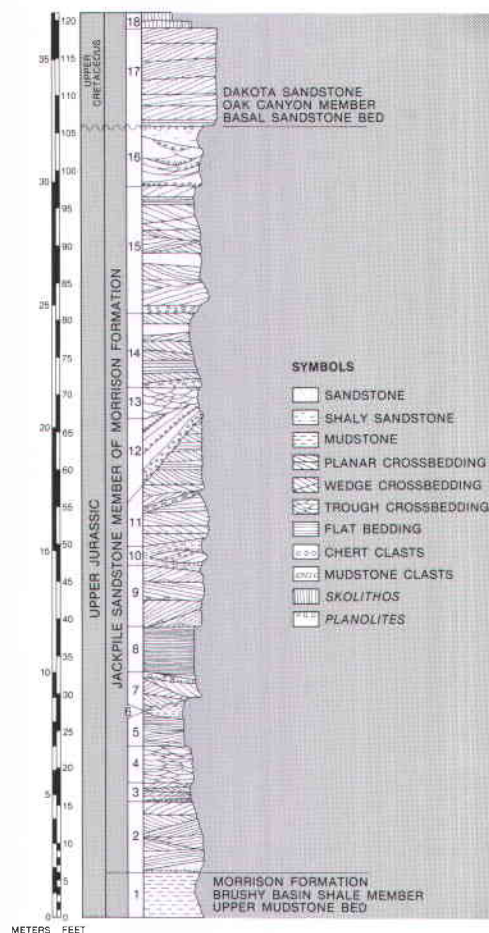 120
35
115
110
105
100
30
95
90
85
25
80
75
70
20
65
60
55
15
50
45
40
10
35
30
25
20
5
15
10
5
0
0
METERS FEET
UPPER CRETACEOUS
UPPER JURASSIC
JACKPILE SANDSTONE MEMBER OF MORRISON FORMATION
18
17
16
15
14
13
12
11
10
9
8
7
6
5
4
3
2
1
DAKOTA SANDSTONE
OAK CANYON MEMBER
BASAL SANDSTONE BED
SYMBOLS
SANDSTONE
SHALY SANDSTONE
MUDSTONE
PLANAR CROSSBEDDING
WEDGE CROSSBEDDING
TROUGH CROSSBEDDING
FLAT BEDDING
CHERT CLASTS
MUDSTONE CLASTS
SKOLITHOS
PLANOLITES
MORRISON FORMATION
BRUSHY BASIN SHALE MEMBER
UPPER MUDSTONE BED